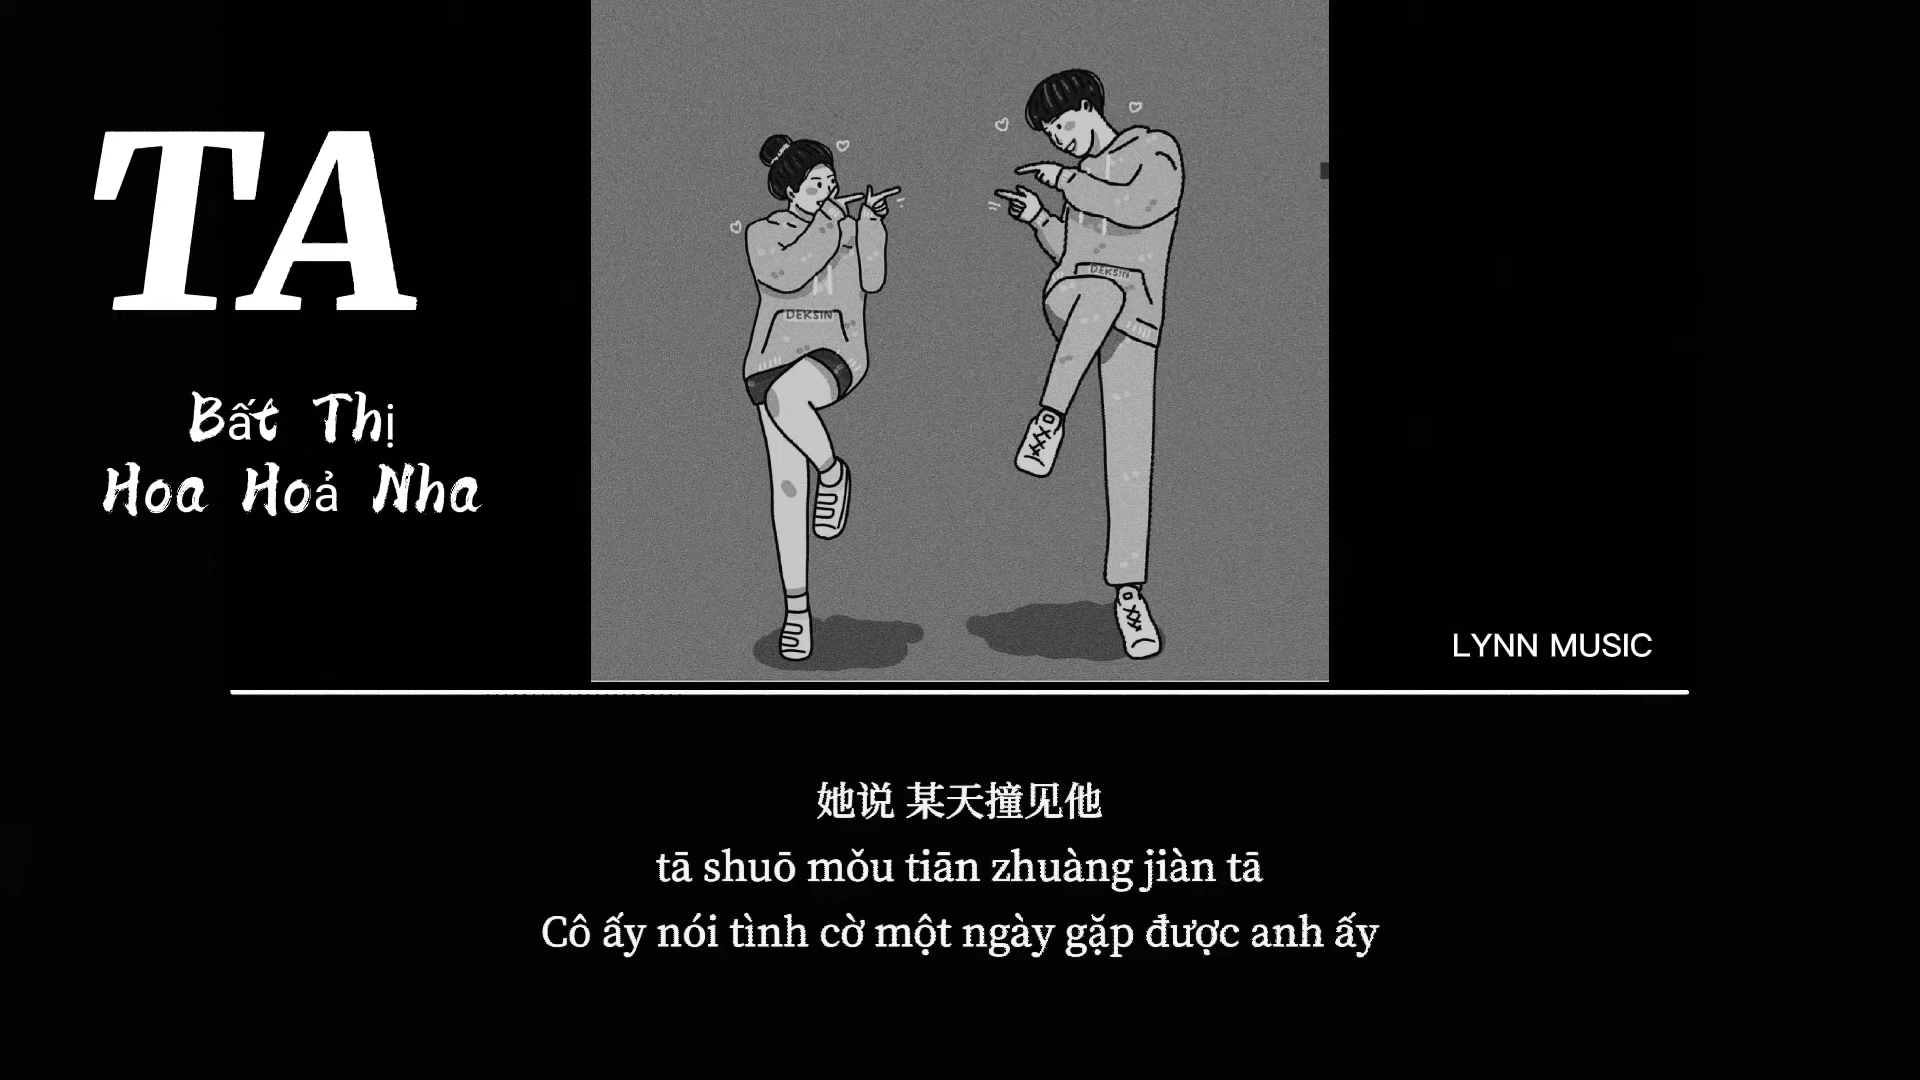 TA
Bất Thị
Hoa Hoả Nha
DEKSIN
DEKSIN
LYNN MUSIC
她说 某天撞见他
tā shuō mǒu tiān zhuàng jiàn tā
Cô ấy nói tình cờ một ngày gặp được anh ấy